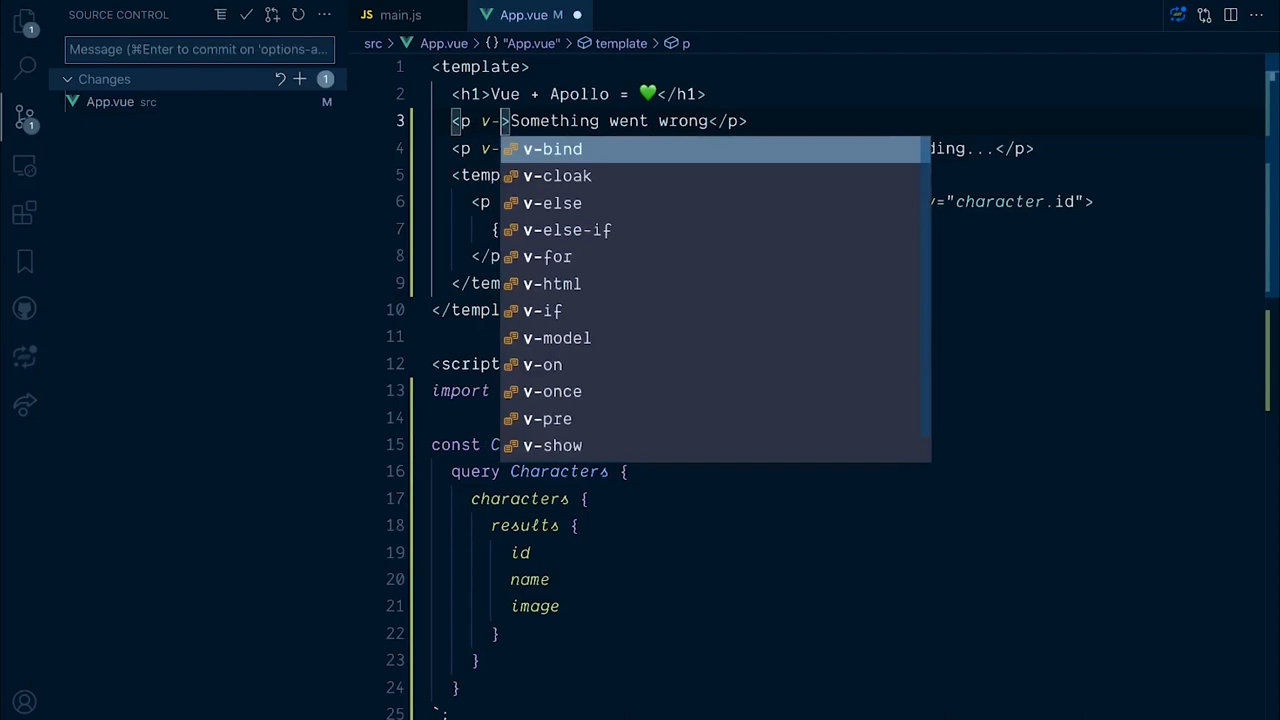 SOURCE CONTROL
main.js
App.vue M
Message (⌘Enter to commit on 'options-a...
src > App.vue > {} "App.vue" > template > p
Changes
1
App.vue src
M
1
1
1 <template>
2 <h1>Vue + Apollo = 💚</h1>
3 <p v->Something went wrong</p>
4 <p v- ding...</p>
5 <temp
6 <p ="character.id">
7 {
8 </p
9 </tem
10 </templ
11
12 <script
13 import
14
15 const C
16 query Characters {
17 characters {
18 results {
19 id
20 name
21 image
22 }
23 }
24 }
25 `;
v-bind
v-cloak
v-else
v-else-if
v-for
v-html
v-if
v-model
v-on
v-once
v-pre
v-show